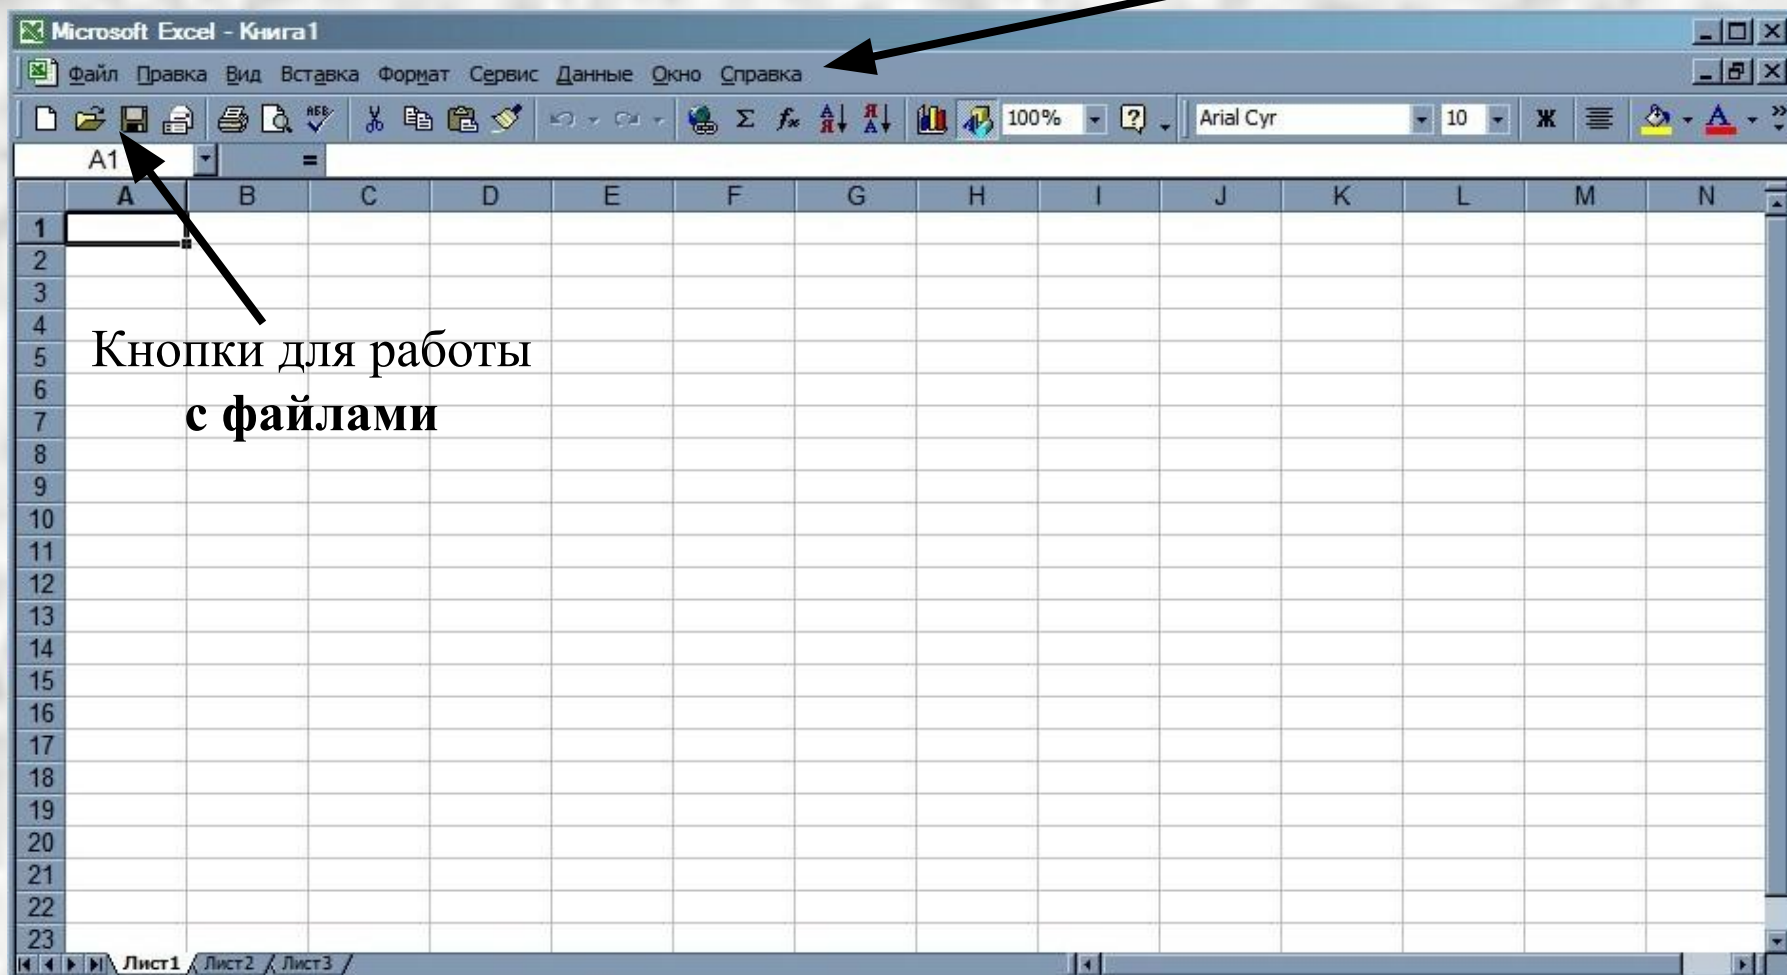 Microsoft Excel - Книга1
Файл Правка Вид Вставка Формат Сервис Данные Окно Справка
АБВ Σ fx А Я Я А 100% ? Arial Cyr 10 Ж А
A1 =
A B C D E F G H I J K L M N
1
2
3
4
Кнопки для работы
5
6
с файлами
7
8
9
10
11
12
13
14
15
16
17
18
19
20
21
22
23
Лист1 Лист2 Лист3